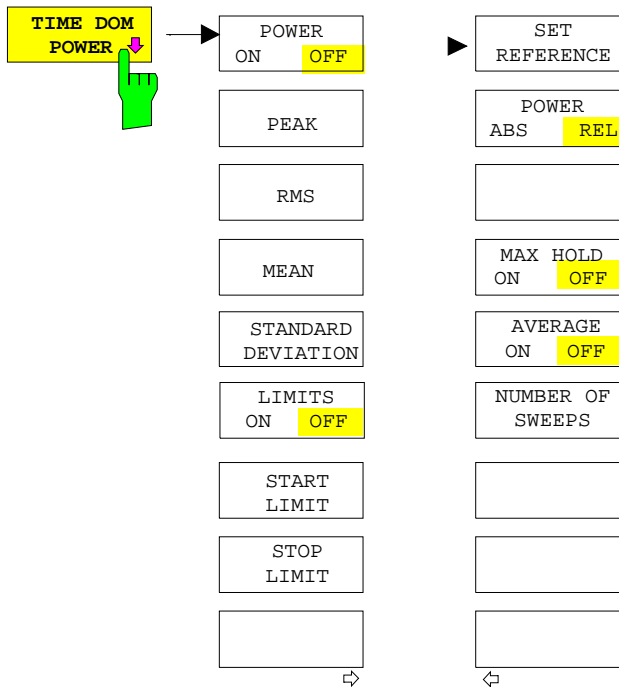 TIME DOM
POWER
POWER
ON OFF
PEAK
RMS
MEAN
STANDARD
DEVIATION
LIMITS
ON OFF
START
LIMIT
STOP
LIMIT
SET
REFERENCE
POWER
ABS REL
MAX HOLD
ON OFF
AVERAGE
ON OFF
NUMBER OF
SWEEPS